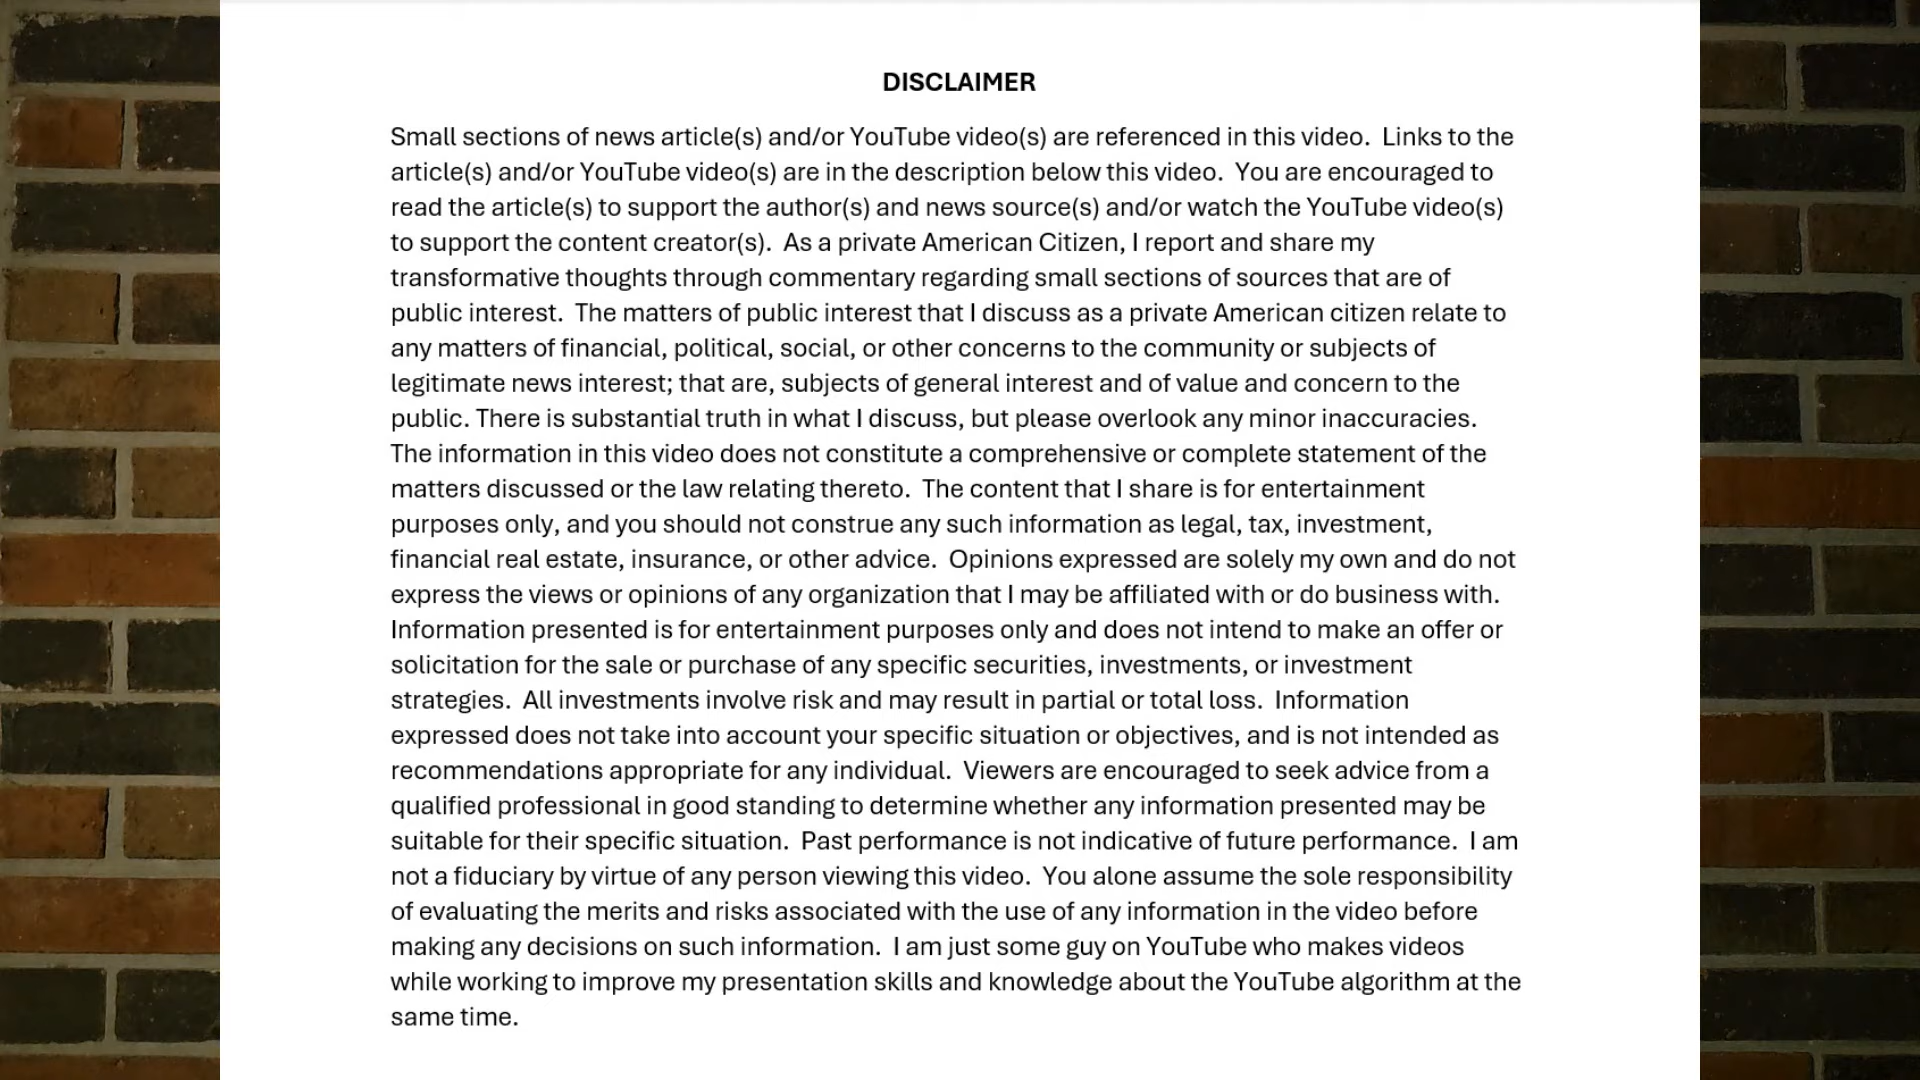 DISCLAIMER
Small sections of news article(s) and/or YouTube video(s) are referenced in this video.  Links to the
article(s) and/or YouTube video(s) are in the description below this video.  You are encouraged to
read the article(s) to support the author(s) and news source(s) and/or watch the YouTube video(s)
to support the content creator(s).  As a private American Citizen, I report and share my
transformative thoughts through commentary regarding small sections of sources that are of
public interest.  The matters of public interest that I discuss as a private American citizen relate to
any matters of financial, political, social, or other concerns to the community or subjects of
legitimate news interest; that are, subjects of general interest and of value and concern to the
public. There is substantial truth in what I discuss, but please overlook any minor inaccuracies.
The information in this video does not constitute a comprehensive or complete statement of the
matters discussed or the law relating thereto.  The content that I share is for entertainment
purposes only, and you should not construe any such information as legal, tax, investment,
financial real estate, insurance, or other advice.  Opinions expressed are solely my own and do not
express the views or opinions of any organization that I may be affiliated with or do business with.
Information presented is for entertainment purposes only and does not intend to make an offer or
solicitation for the sale or purchase of any specific securities, investments, or investment
strategies.  All investments involve risk and may result in partial or total loss.  Information
expressed does not take into account your specific situation or objectives, and is not intended as
recommendations appropriate for any individual.  Viewers are encouraged to seek advice from a
qualified professional in good standing to determine whether any information presented may be
suitable for their specific situation.  Past performance is not indicative of future performance.  I am
not a fiduciary by virtue of any person viewing this video.  You alone assume the sole responsibility
of evaluating the merits and risks associated with the use of any information in the video before
making any decisions on such information.  I am just some guy on YouTube who makes videos
while working to improve my presentation skills and knowledge about the YouTube algorithm at the
same time.